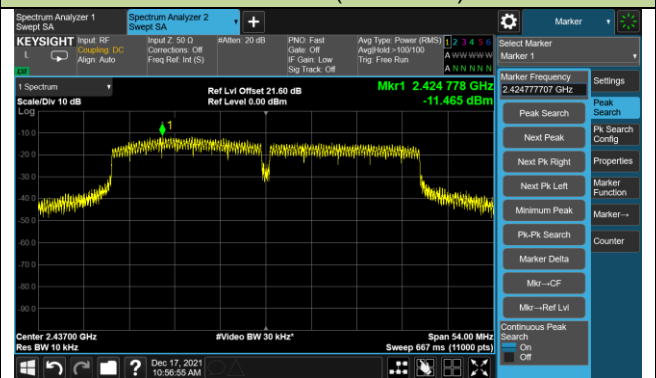 Spectrum Analyzer 1
Swept SA
Spectrum Analyzer 2
Swept SA
+
Marker
KEYSIGHT
L
Input: RF
Coupling: DC
Align: Auto
Input Z: 50 Ω
Corrections: Off
Freq Ref: Int (S)
#Atten: 20 dB
PNO: Fast
Gate: Off
IF Gain: Low
Sig Track: Off
Avg Type: Power (RMS)
Avg|Hold >100/100
Trig: Free Run
1 2 3 4 5 6
A W W W W W
A N N N N N
Select Marker
Marker 1
1 Spectrum
Scale/Div 10 dB
Log
Ref Lvl Offset 21.60 dB
Ref Level 0.00 dBm
Mkr1 2.424 778 GHz
-11.465 dBm
Marker Frequency
2.424777707 GHz
Settings
Peak Search
Peak
Search
Next Peak
Pk Search
Config
Next Pk Right
Properties
Next Pk Left
Marker
Function
Minimum Peak
Marker→
Pk-Pk Search
Counter
Marker Delta
Mkr→CF
Mkr→Ref Lvl
Continuous Peak
Search
On
Off
1
-10.0
-20.0
-30.0
-40.0
-50.0
-60.0
-70.0
-80.0
-90.0
Center 2.43700 GHz
Res BW 10 kHz
#Video BW 30 kHz*
Span 54.00 MHz
Sweep 667 ms (11000 pts)
?
Dec 17, 2021
10:56:55 AM